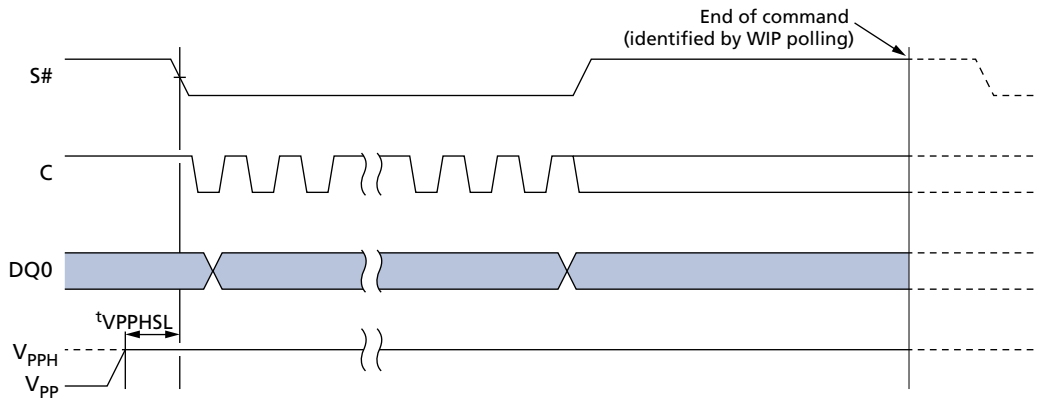 End of command
(identified by WIP polling)
S#
C
DQ0
tVPPHSL
VPPH
VPP